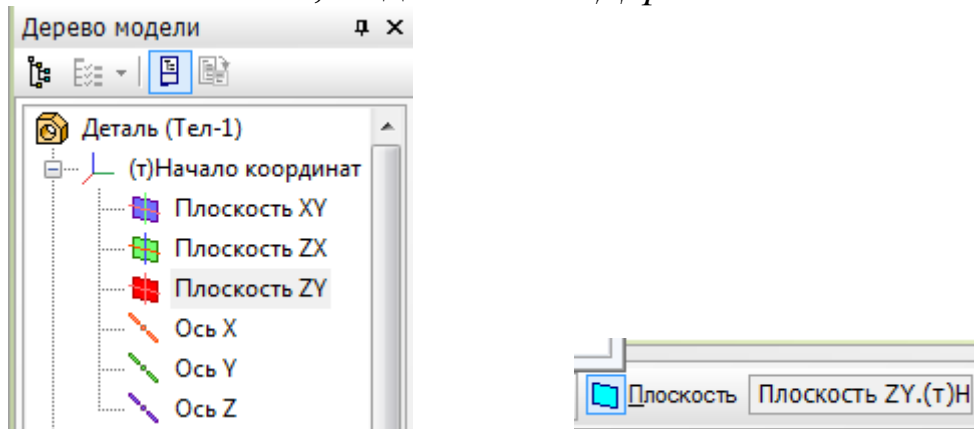 Дерево модели
Деталь (Тел-1)
(т)Начало координат
Плоскость XY
Плоскость ZX
Плоскость ZY
Ось X
Ось Y
Ось Z
Плоскость Плоскость ZY.(т)Н